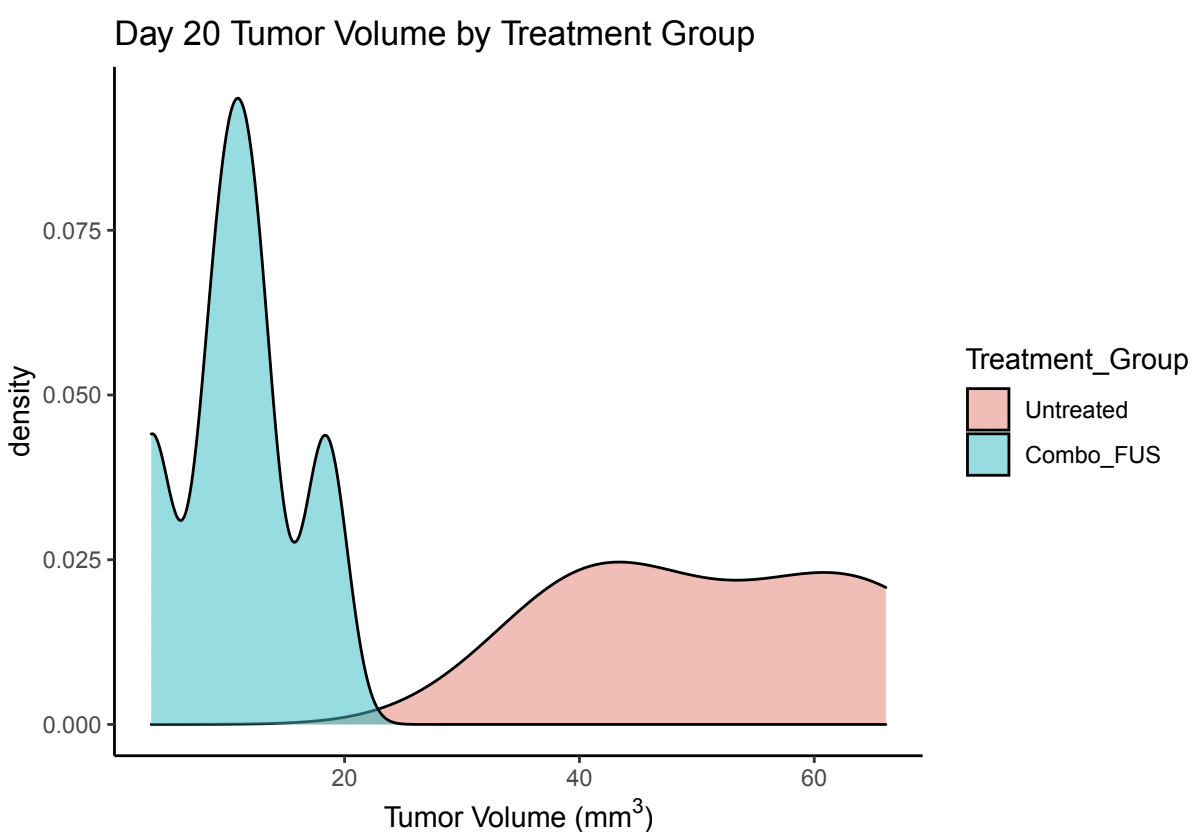 Day 20 Tumor Volume by Treatment Group
density
0.075
0.050
0.025
0.000
20 40 60
Tumor Volume (mm³)
Treatment_Group
Untreated
Combo_FUS